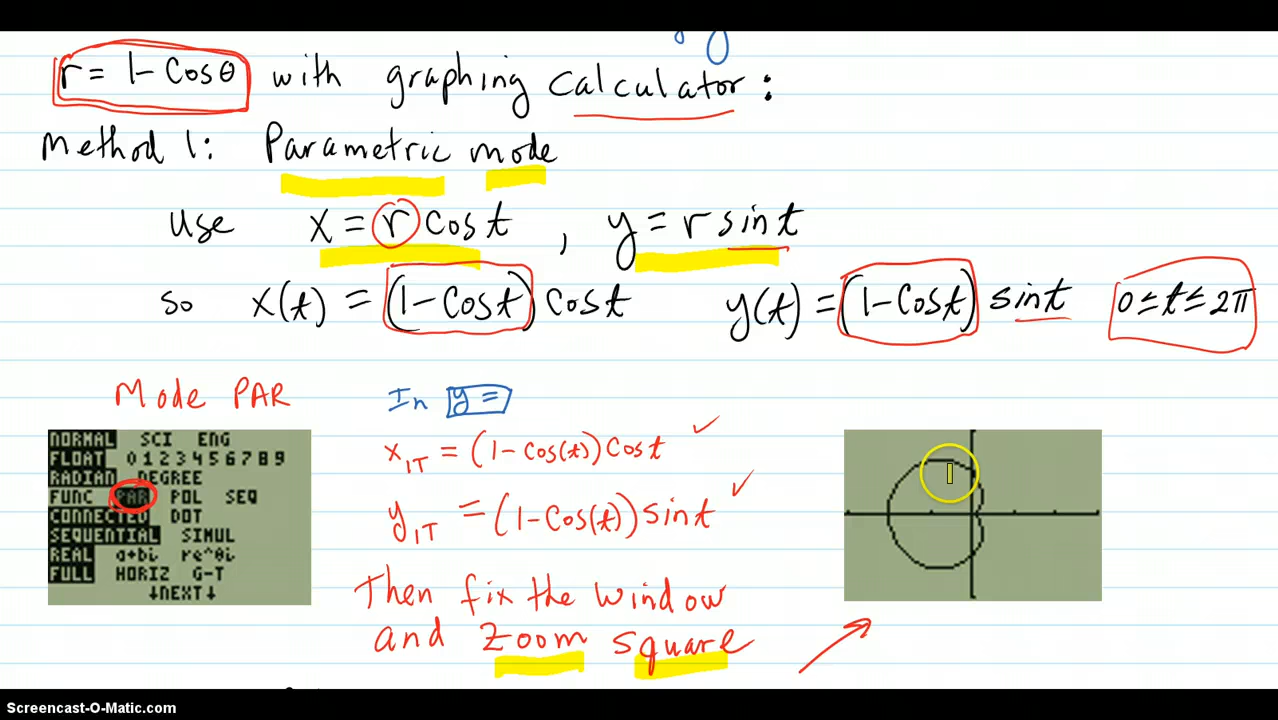 r = 1 - Cosθ with graphing calculator:
Method 1: Parametric mode
Use x = r cos t , y = r sin t
so x(t) = (1 - Cos t) Cos t y(t) = (1 - Cos t) sin t 0 ≤ t ≤ 2π
Mode PAR
In y =
x1T = (1 - Cos(t)) Cos t ✓
y1T = (1 - Cos(t)) sin t ✓
Then fix the window
and Zoom square
NORMAL SCI ENG
FLOAT 0 1 2 3 4 5 6 7 8 9
RADIAN DEGREE
FUNC PAR POL SEQ
CONNECTED DOT
SEQUENTIAL SIMUL
REAL a+bi re^θi
FULL HORIZ G-T
↓NEXT↓
Screencast-O-Matic.com